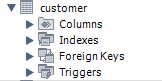 customer
Columns
Indexes
Foreign Keys
Triggers